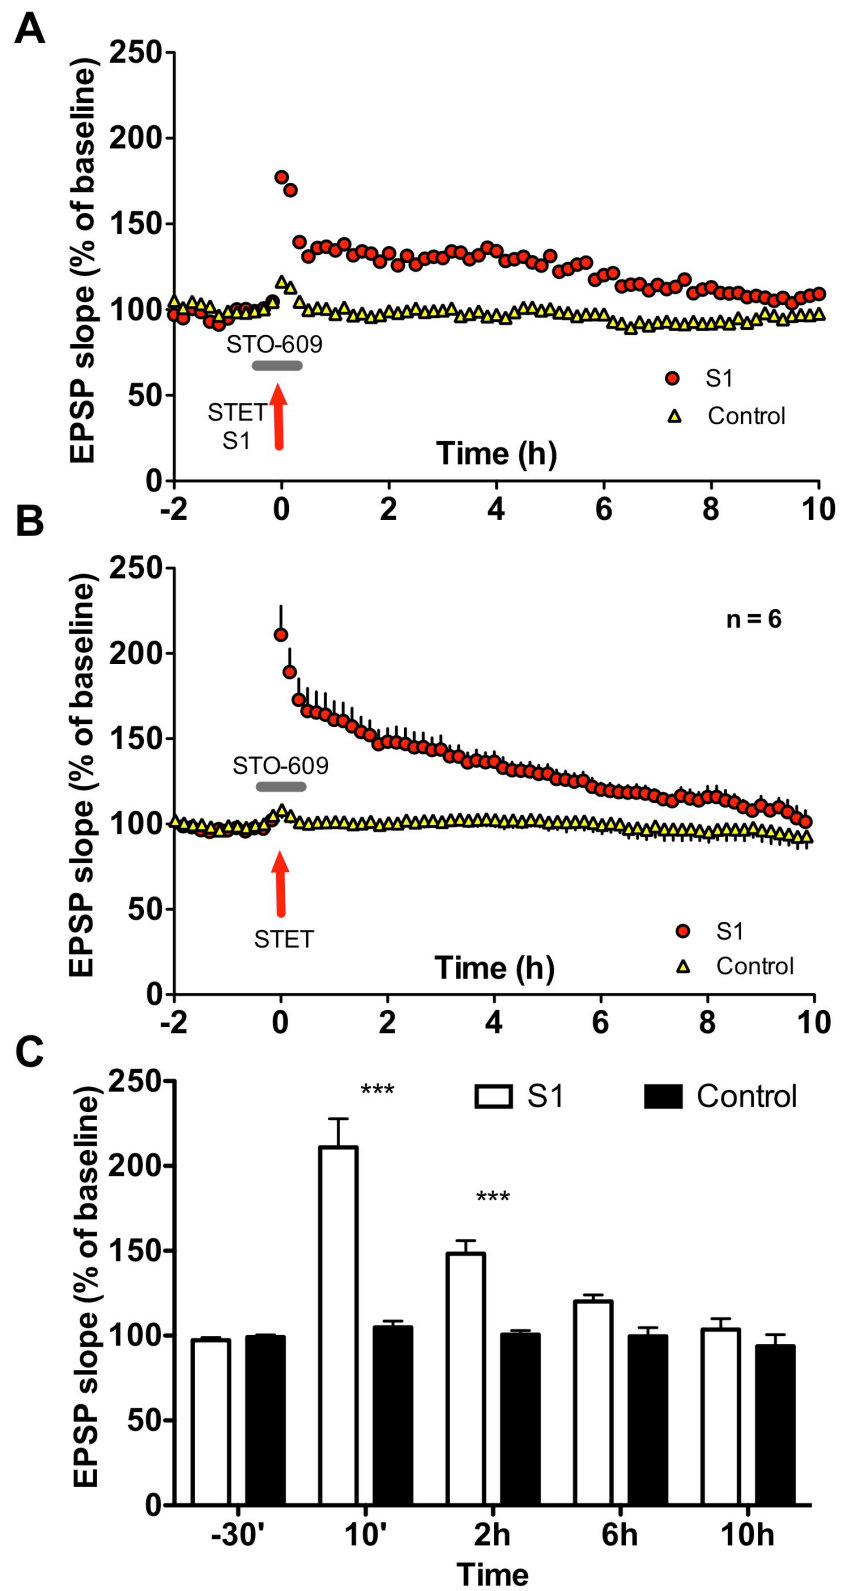 A
EPSP slope (% of baseline)
250
200
150
100
50
0
STO-609
STET
S1
S1
Control
Time (h)
-2 0 2 4 6 8 10
B
EPSP slope (% of baseline)
250
200
150
100
50
0
n = 6
STO-609
STET
S1
Control
Time (h)
-2 0 2 4 6 8 10
C
EPSP slope (% of baseline)
250
200
150
100
50
0
S1 Control
***
***
-30' 10' 2h 6h 10h
Time